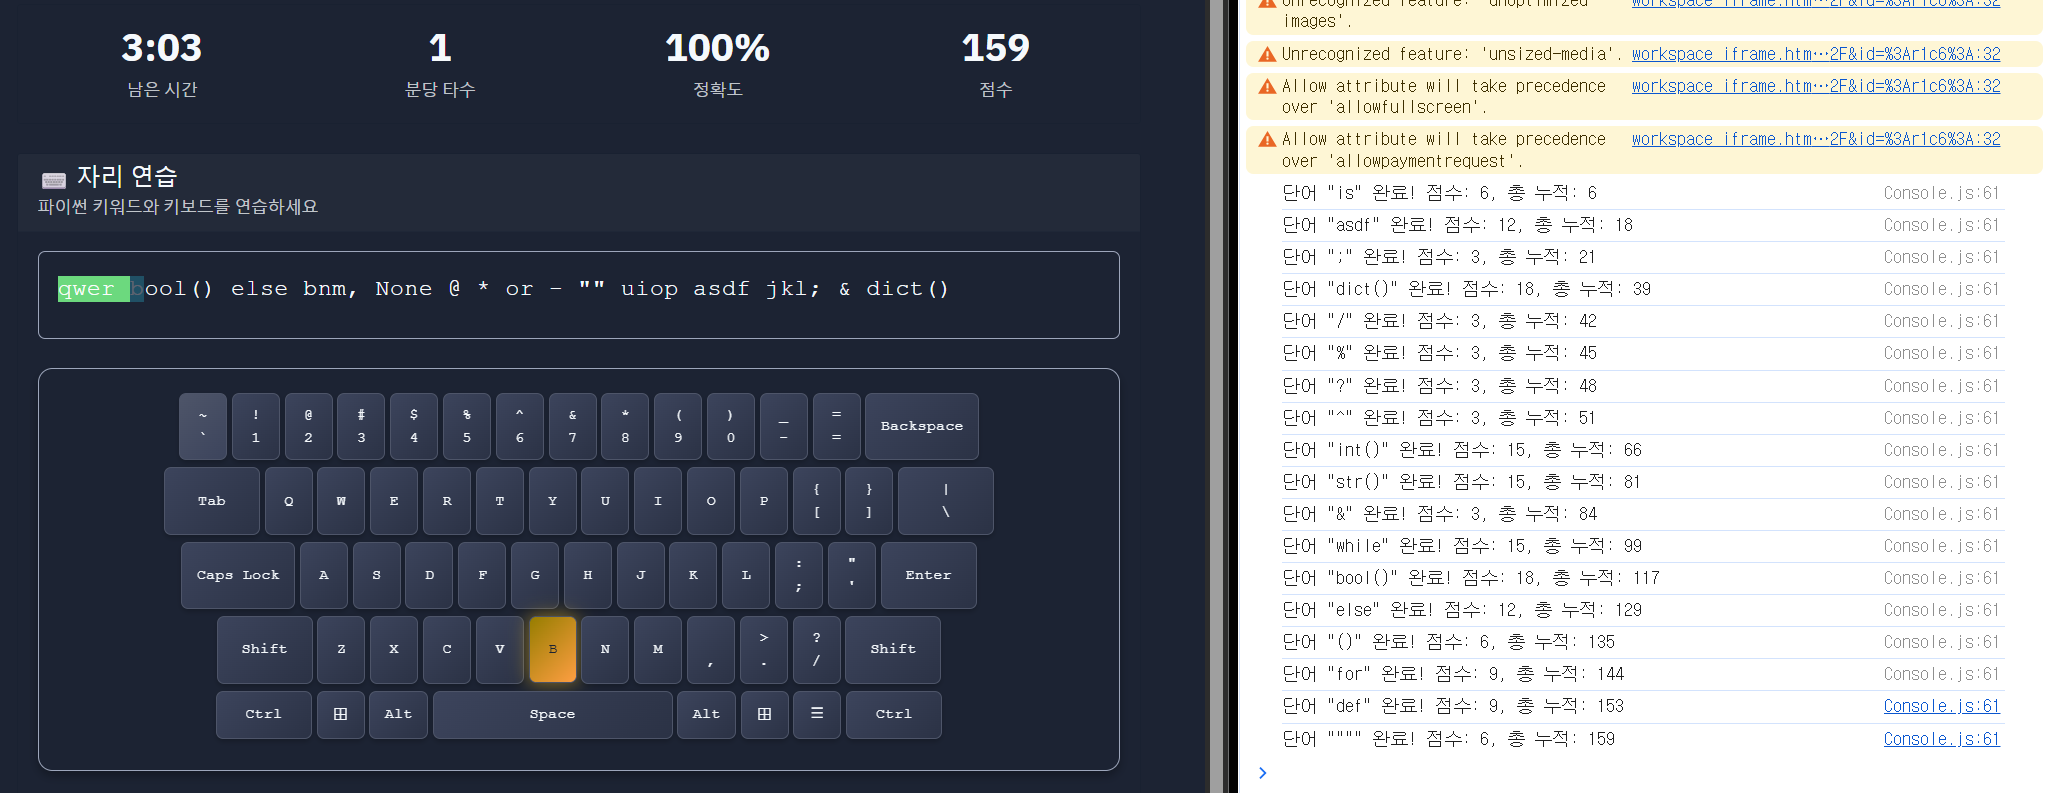 3:03
남은 시간
1
분당 타수
100%
정확도
159
점수
자리 연습
파이썬 키워드와 키보드를 연습하세요
qwer bool() else bnm, None @ * or - "" uiop asdf jkl; & dict()
~ ! @ # $ % ^ & * ( ) _ =
` 1 2 3 4 5 6 7 8 9 0 - = Backspace
Tab Q W E R T Y U I O P { [ } ] | \
Caps Lock A S D F G H J K L : ; " ' Enter
Shift Z X C V B N M , > . ? / Shift
Ctrl Alt Space Alt Ctrl
Unrecognized feature: 'unoptimized-images'. workspace_iframe.htm…2F&id=%3Ar1c6%3A:32
Unrecognized feature: 'unsized-media'. workspace_iframe.htm…2F&id=%3Ar1c6%3A:32
Allow attribute will take precedence workspace_iframe.htm…2F&id=%3Ar1c6%3A:32
over 'allowfullscreen'.
Allow attribute will take precedence workspace_iframe.htm…2F&id=%3Ar1c6%3A:32
over 'allowpaymentrequest'.
단어 "is" 완료! 점수: 6, 총 누적: 6 Console.js:61
단어 "asdf" 완료! 점수: 12, 총 누적: 18 Console.js:61
단어 ";" 완료! 점수: 3, 총 누적: 21 Console.js:61
단어 "dict()" 완료! 점수: 18, 총 누적: 39 Console.js:61
단어 "/" 완료! 점수: 3, 총 누적: 42 Console.js:61
단어 "%" 완료! 점수: 3, 총 누적: 45 Console.js:61
단어 "?" 완료! 점수: 3, 총 누적: 48 Console.js:61
단어 "^" 완료! 점수: 3, 총 누적: 51 Console.js:61
단어 "int()" 완료! 점수: 15, 총 누적: 66 Console.js:61
단어 "str()" 완료! 점수: 15, 총 누적: 81 Console.js:61
단어 "&" 완료! 점수: 3, 총 누적: 84 Console.js:61
단어 "while" 완료! 점수: 15, 총 누적: 99 Console.js:61
단어 "bool()" 완료! 점수: 18, 총 누적: 117 Console.js:61
단어 "else" 완료! 점수: 12, 총 누적: 129 Console.js:61
단어 "()" 완료! 점수: 6, 총 누적: 135 Console.js:61
단어 "for" 완료! 점수: 9, 총 누적: 144 Console.js:61
단어 "def" 완료! 점수: 9, 총 누적: 153 Console.js:61
단어 """" 완료! 점수: 6, 총 누적: 159 Console.js:61